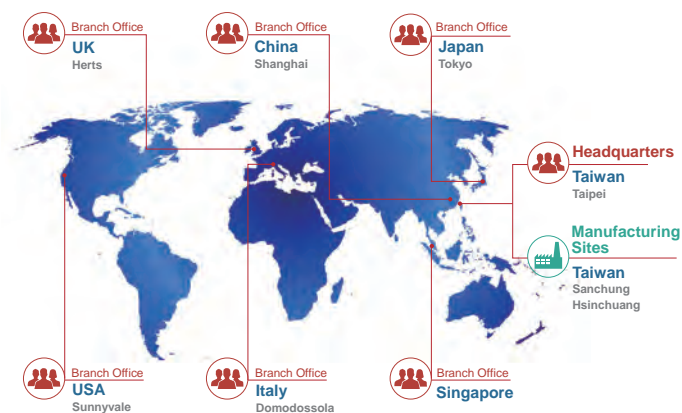 Branch Office
UK
Herts
Branch Office
China
Shanghai
Branch Office
Japan
Tokyo
Headquarters
Taiwan
Taipei
Manufacturing
Sites
Taiwan
Sanchung
Hsinchuang
Branch Office
USA
Sunnyvale
Branch Office
Italy
Domodossola
Branch Office
Singapore